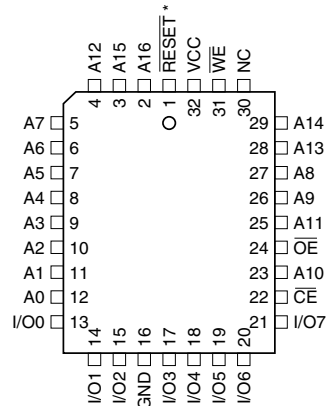 A12
A15
A16
RESET *
VCC
WE
NC
4
3
2
1
32
31
30
A7 5
A6 6
A5 7
A4 8
A3 9
A2 10
A1 11
A0 12
I/O0 13
29 A14
28 A13
27 A8
26 A9
25 A11
24 OE
23 A10
22 CE
21 I/O7
14
15
16
17
18
19
20
I/O1
I/O2
GND
I/O3
I/O4
I/O5
I/O6